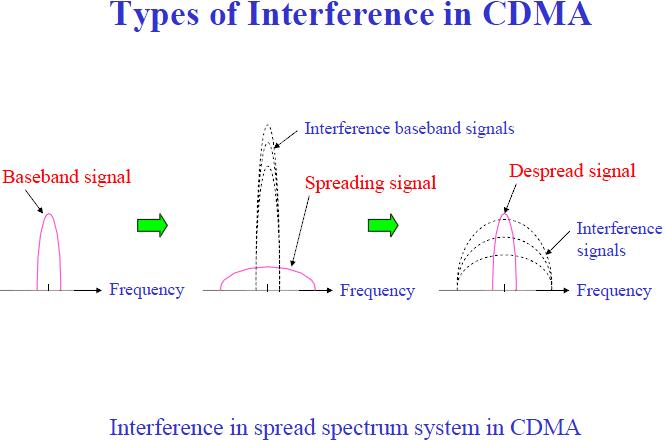 Types of Interference in CDMA
Interference baseband signals
Baseband signal
Spreading signal
Despread signal
Interference
signals
Frequency
Frequency
Frequency
Interference in spread spectrum system in CDMA